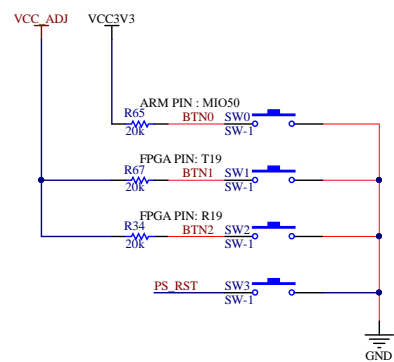 VCC_ADJ VCC3V3
ARM PIN : MIO50
R65 BTN0 SW0
20k SW-1
FPGA PIN: T19
R67 BTN1 SW1
20k SW-1
FPGA PIN: R19
R34 BTN2 SW2
20k SW-1
PS_RST SW3
SW-1
GND